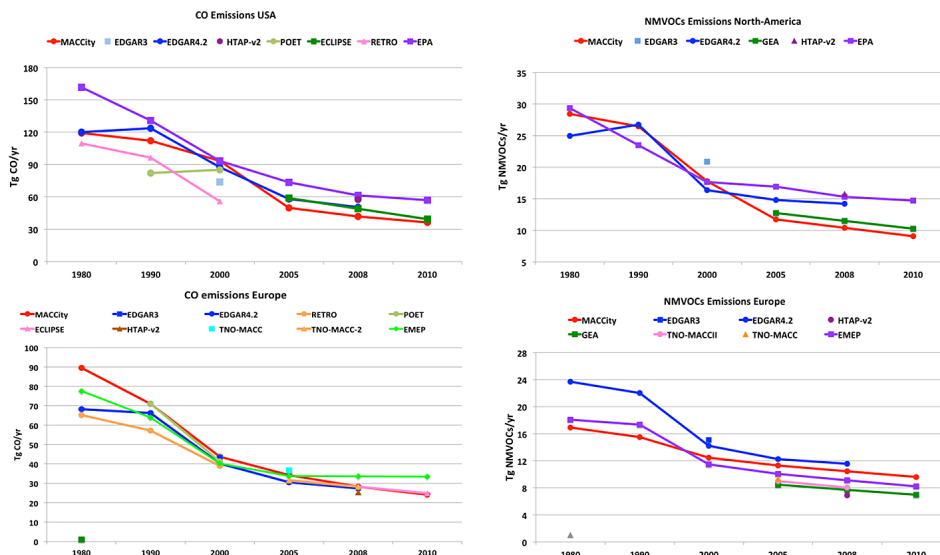 CO Emissions USA
MACCity EDGAR3 EDGAR4.2 HTAP-v2 POET ECLIPSE RETRO EPA
180
150
120
90
60
30
0
Tg CO/yr
1980 1990 2000 2005 2008 2010
NMVOCs Emissions North-America
MACCity EDGAR3 EDGAR4.2 GEA HTAP-v2 EPA
35
30
25
20
15
10
5
Tg NMVOCs/yr
1980 1990 2000 2005 2008 2010
CO emissions Europe
MACCity EDGAR3 EDGAR4.2 RETRO POET
ECLIPSE HTAP-v2 TNO-MACC TNO-MACC-2 EMEP
100
90
80
70
60
50
40
30
20
10
0
Tg CO/yr
1980 1990 2000 2005 2008 2010
NMVOCs Emissions Europe
MACCity EDGAR3 EDGAR4.2 HTAP-v2
GEA TNO-MACCII TNO-MACC EMEP
28
24
20
16
12
8
4
0
Tg NMVOCs/yr
1980 1990 2000 2005 2008 2010